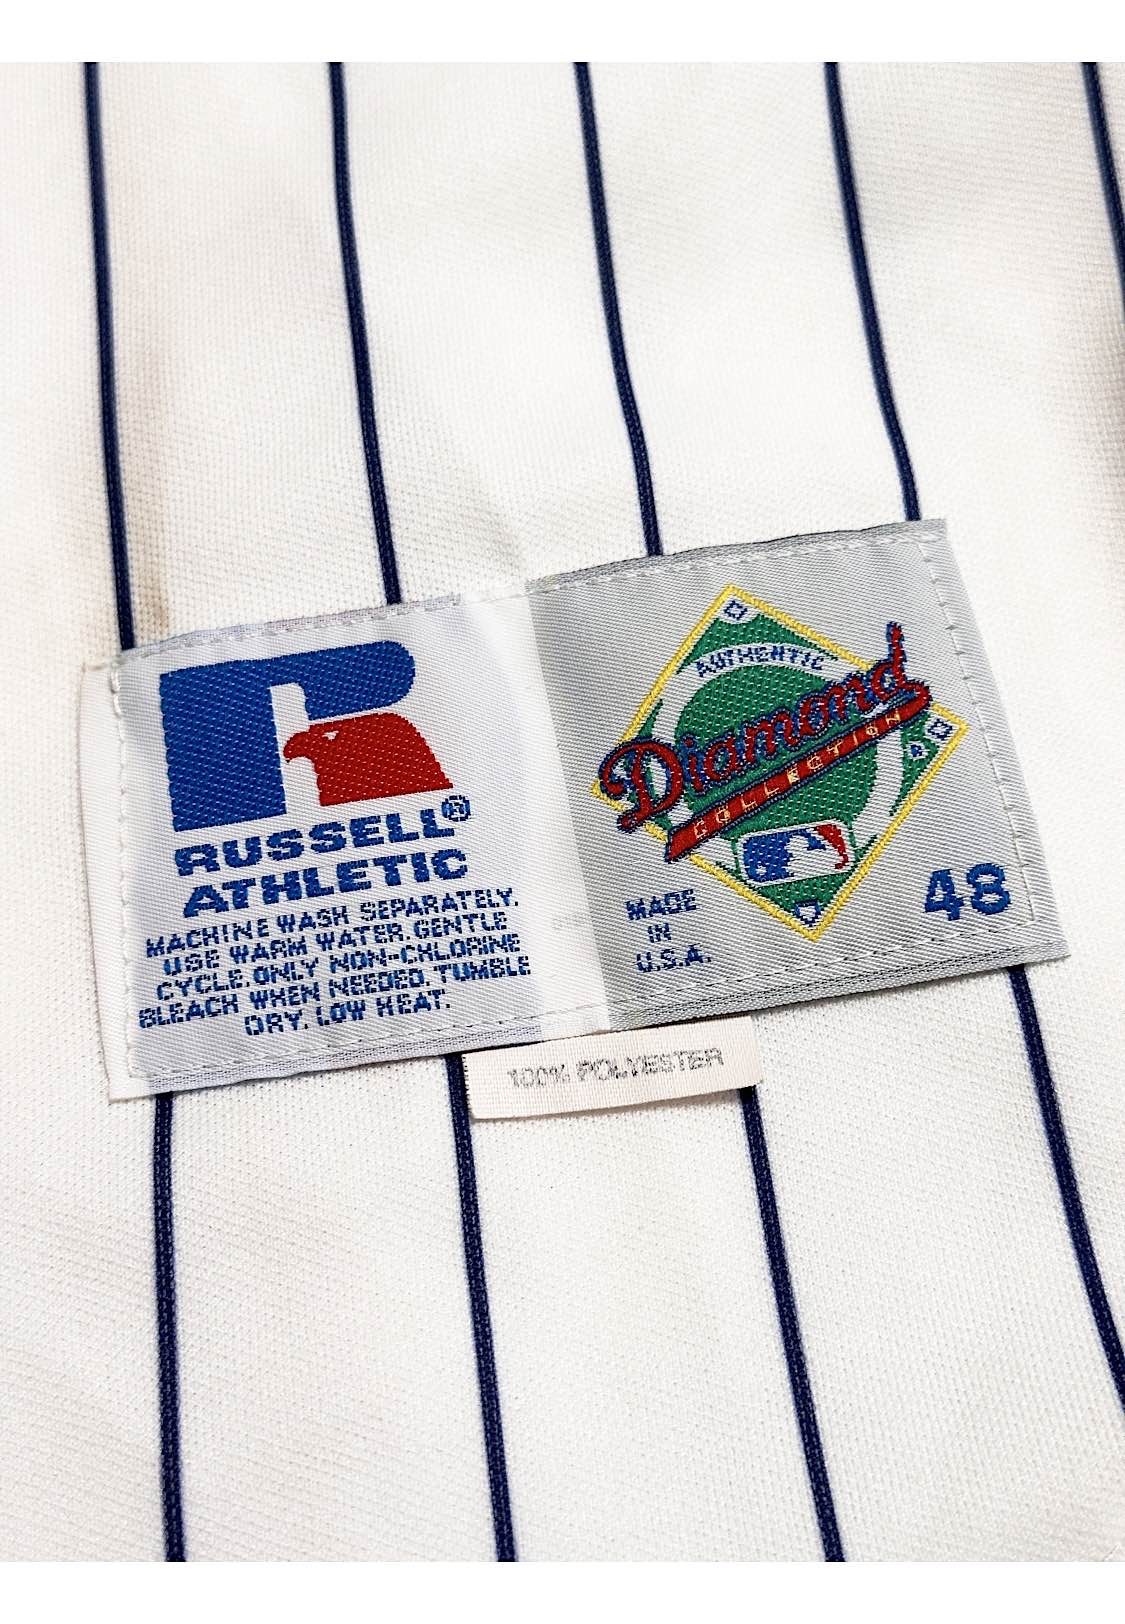 RUSSELL®
ATHLETIC
MACHINE WASH SEPARATELY.
USE WARM WATER, GENTLE
CYCLE. ONLY NON-CHLORINE
BLEACH WHEN NEEDED. TUMBLE
DRY. LOW HEAT.
AUTHENTIC
Diamond
COLLECTION
MADE
IN
U.S.A.
48
100% POLYESTER